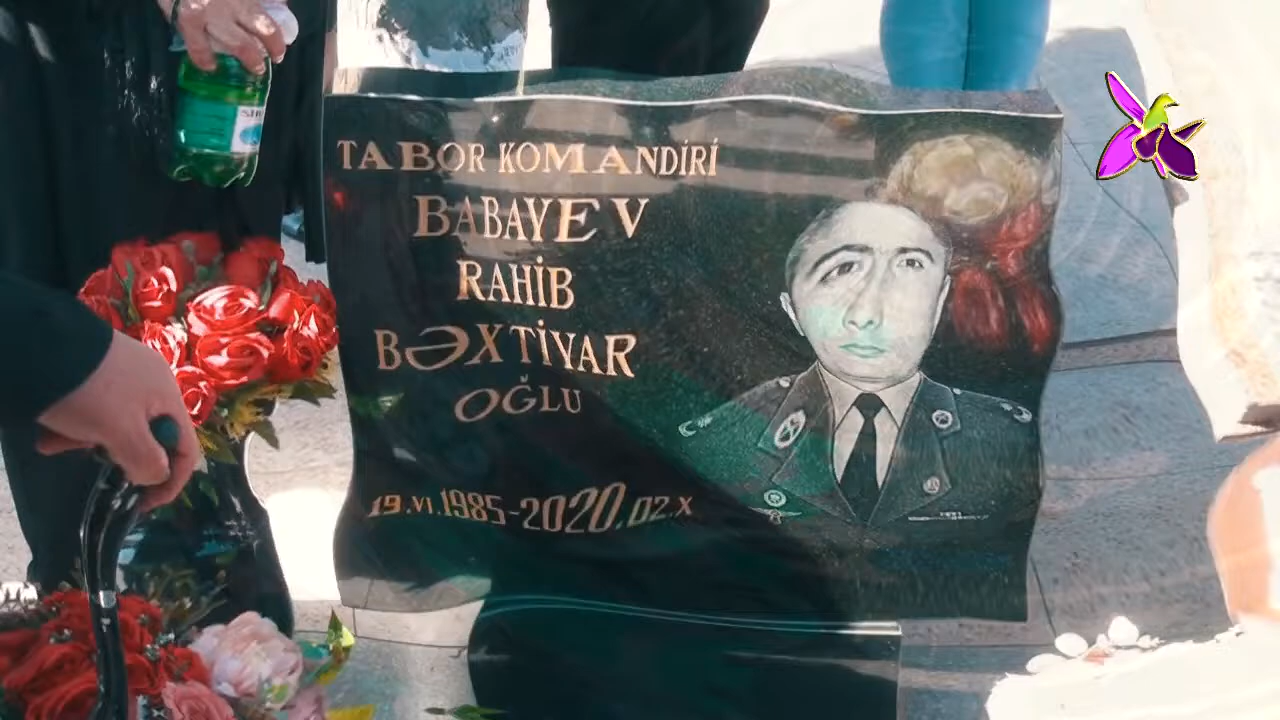 TABOR KOMANDİRİ
BABAYEV
RAHİB
BƏXTİYAR
OĞLU
19.VI.1985-2020.02.X